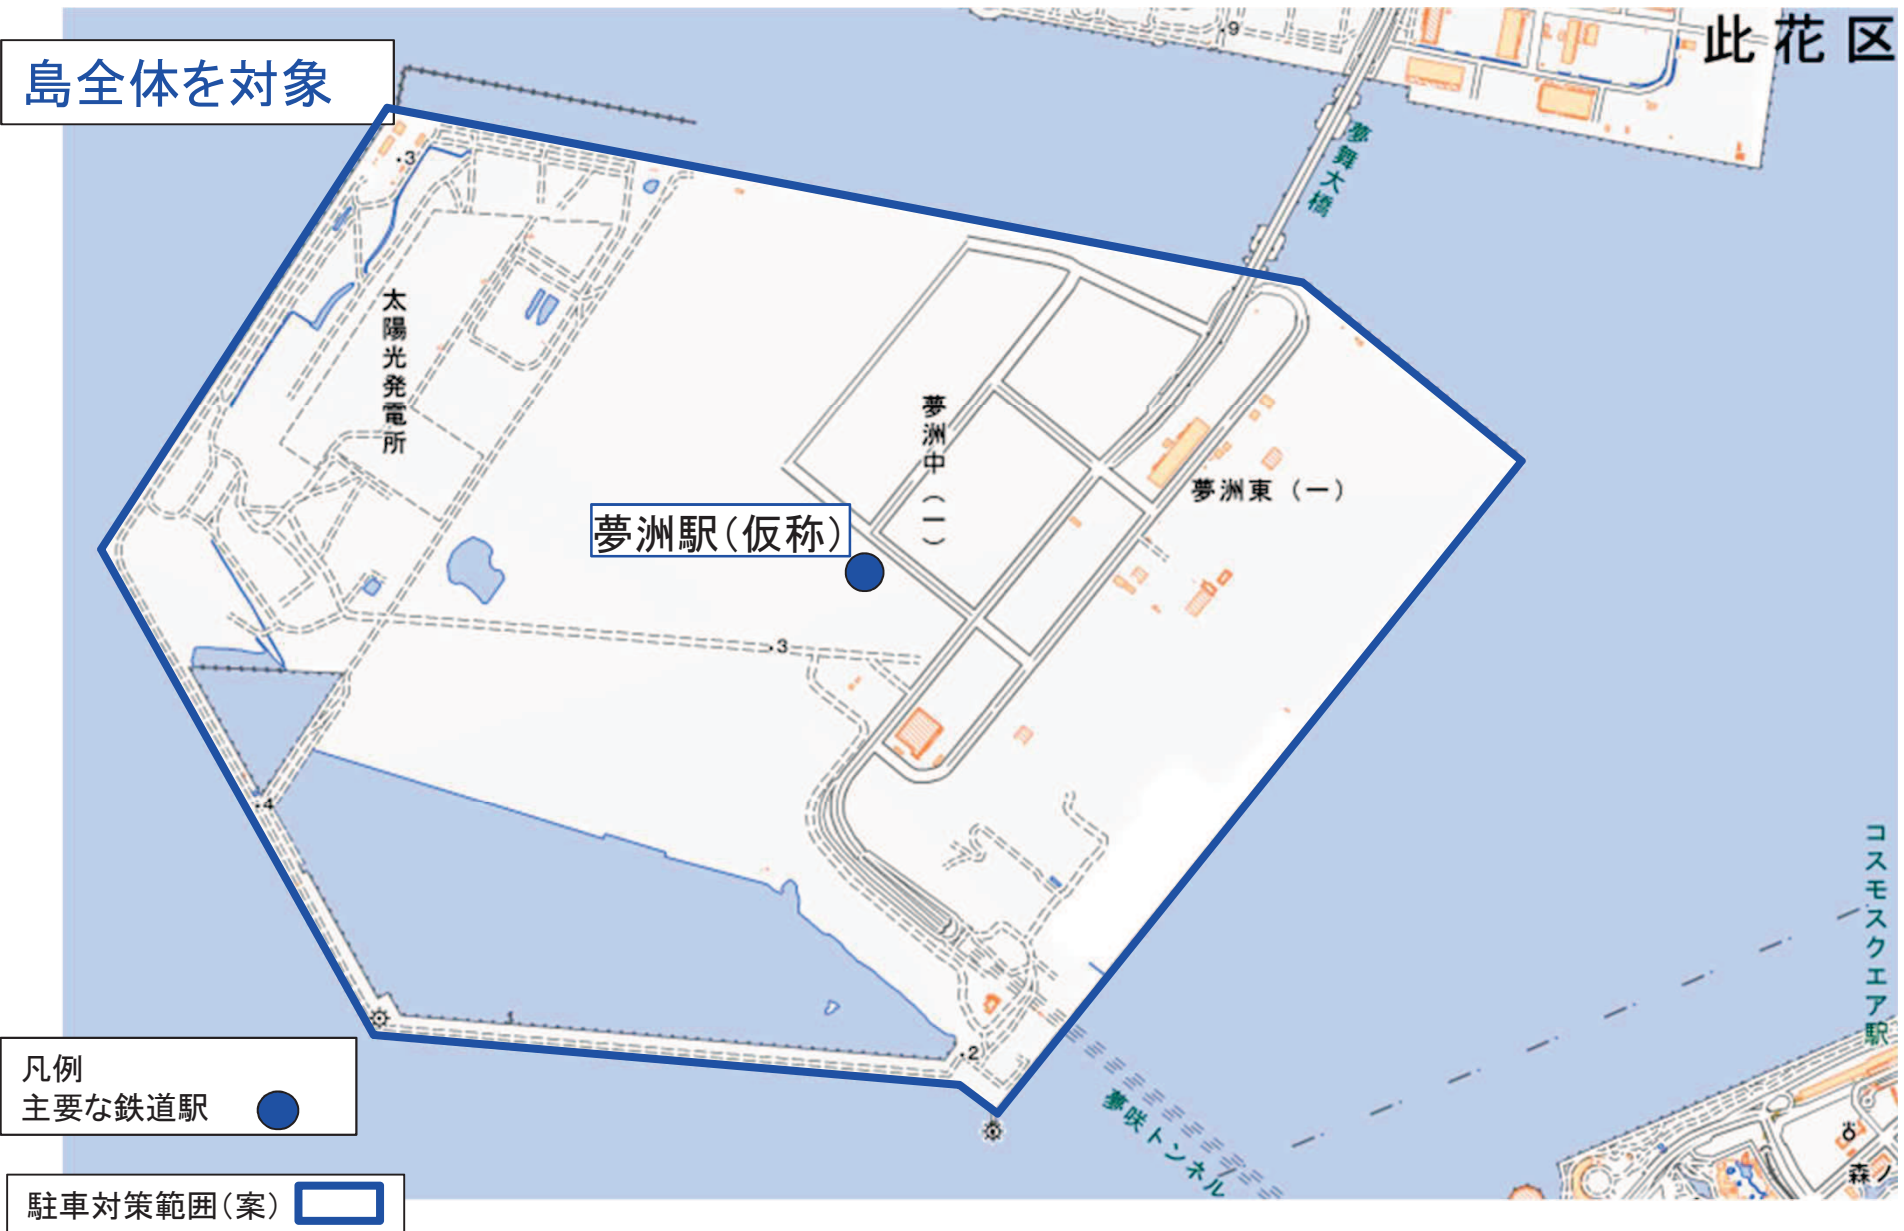 島全体を対象
此花区
9
夢舞大橋
3
太陽光発電所
夢洲中（一）
夢洲東（一）
夢洲駅（仮称）
3
4
1
2
コスモスクエア駅
夢咲トンネル
森ノ
凡例
主要な鉄道駅
駐車対策範囲（案）